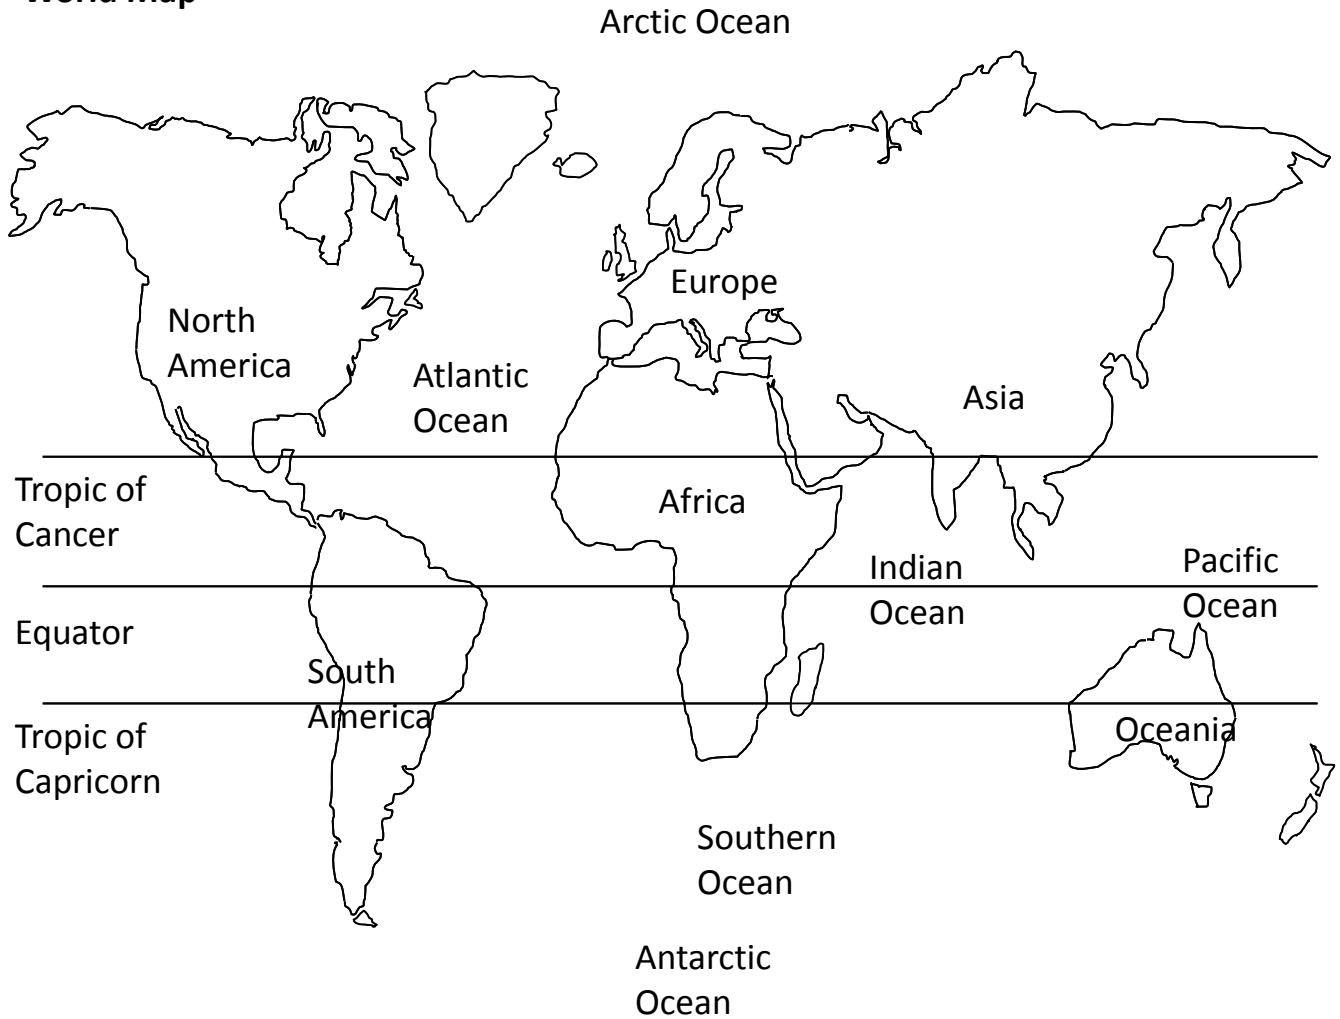 World Map
Arctic Ocean
Europe
North
America
Atlantic
Ocean
Asia
Tropic of
Cancer
Africa
Indian
Ocean
Pacific
Ocean
Equator
South
America
Tropic of
Capricorn
Oceania
Southern
Ocean
Antarctic
Ocean